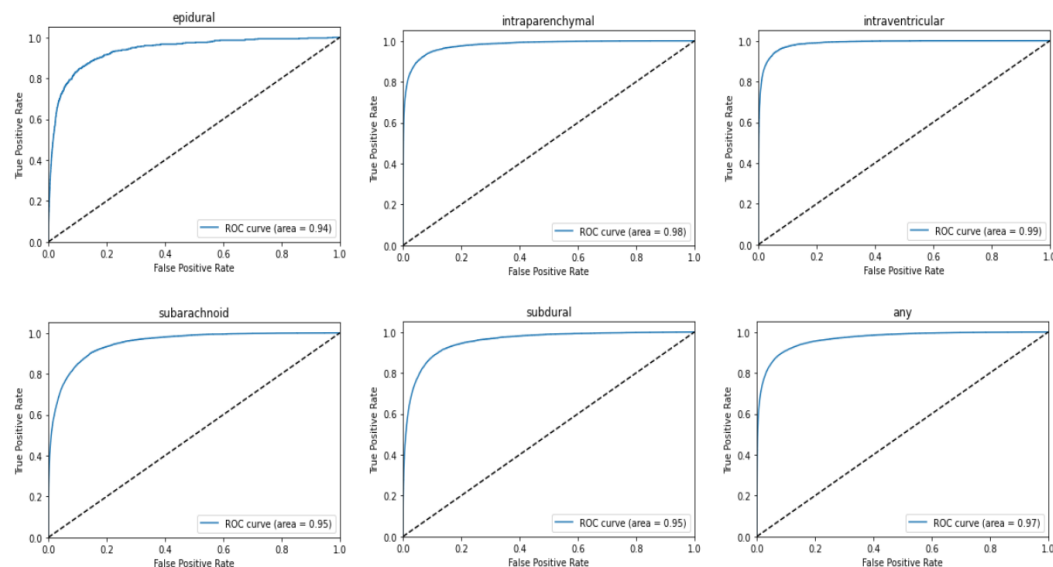 epidural
True Positive Rate
1.0
0.8
0.6
0.4
0.2
0.0
ROC curve (area = 0.94)
0.0 0.2 0.4 0.6 0.8 1.0
False Positive Rate
intraparenchymal
True Positive Rate
1.0
0.8
0.6
0.4
0.2
0.0
ROC curve (area = 0.98)
0.0 0.2 0.4 0.6 0.8 1.0
False Positive Rate
intraventricular
True Positive Rate
1.0
0.8
0.6
0.4
0.2
0.0
ROC curve (area = 0.99)
0.0 0.2 0.4 0.6 0.8 1.0
False Positive Rate
subarachnoid
True Positive Rate
1.0
0.8
0.6
0.4
0.2
0.0
ROC curve (area = 0.95)
0.0 0.2 0.4 0.6 0.8 1.0
False Positive Rate
subdural
True Positive Rate
1.0
0.8
0.6
0.4
0.2
0.0
ROC curve (area = 0.95)
0.0 0.2 0.4 0.6 0.8 1.0
False Positive Rate
any
True Positive Rate
1.0
0.8
0.6
0.4
0.2
0.0
ROC curve (area = 0.97)
0.0 0.2 0.4 0.6 0.8 1.0
False Positive Rate